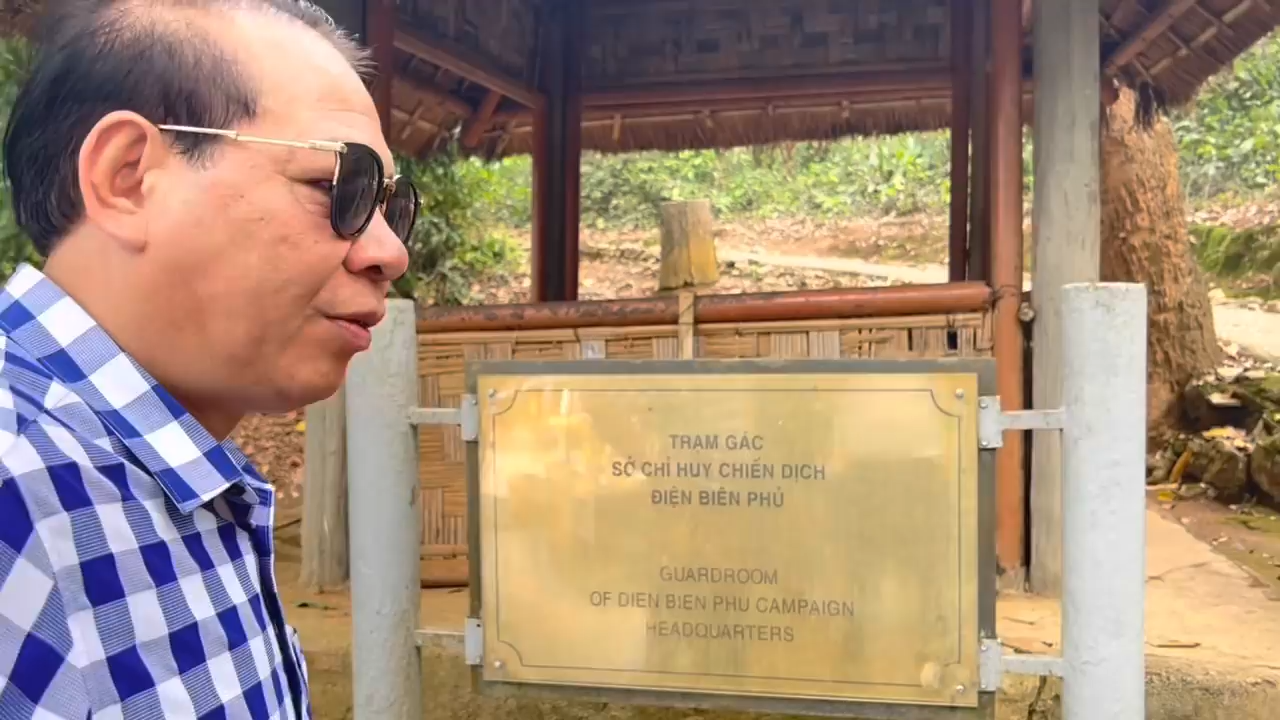 TRẠM GÁC
SỞ CHỈ HUY CHIẾN DỊCH
ĐIỆN BIÊN PHỦ
GUARDROOM
OF DIEN BIEN PHU CAMPAIGN
HEADQUARTERS